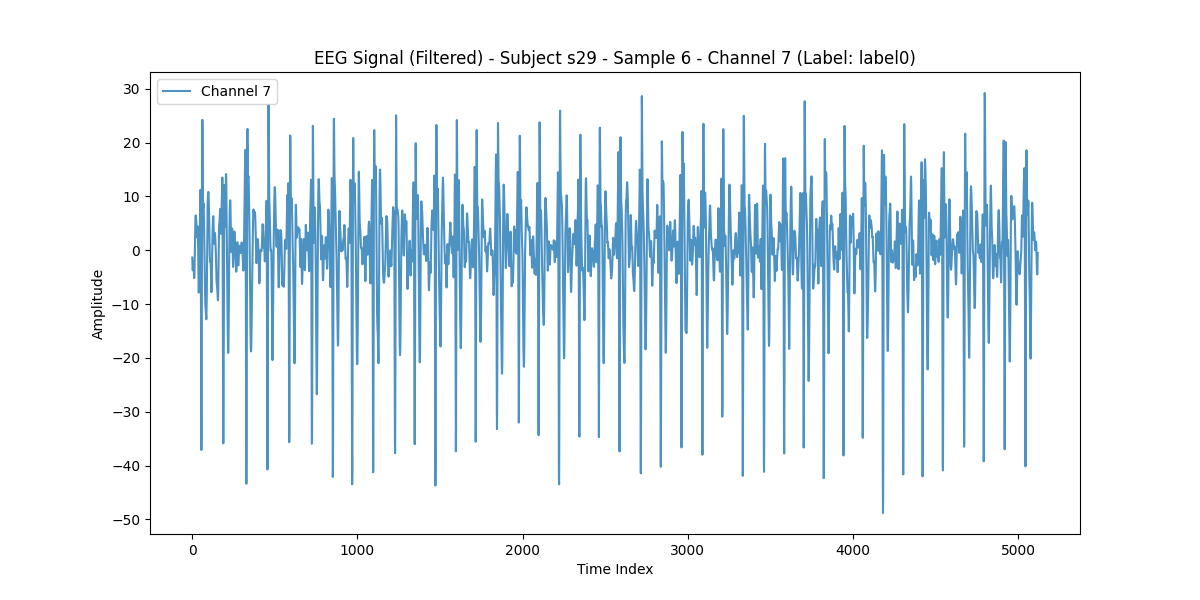 EEG Signal (Filtered) - Subject s29 - Sample 6 - Channel 7 (Label: label0)
Channel 7
30
20
10
0
−10
−20
−30
−40
−50
Amplitude
0 1000 2000 3000 4000 5000
Time Index